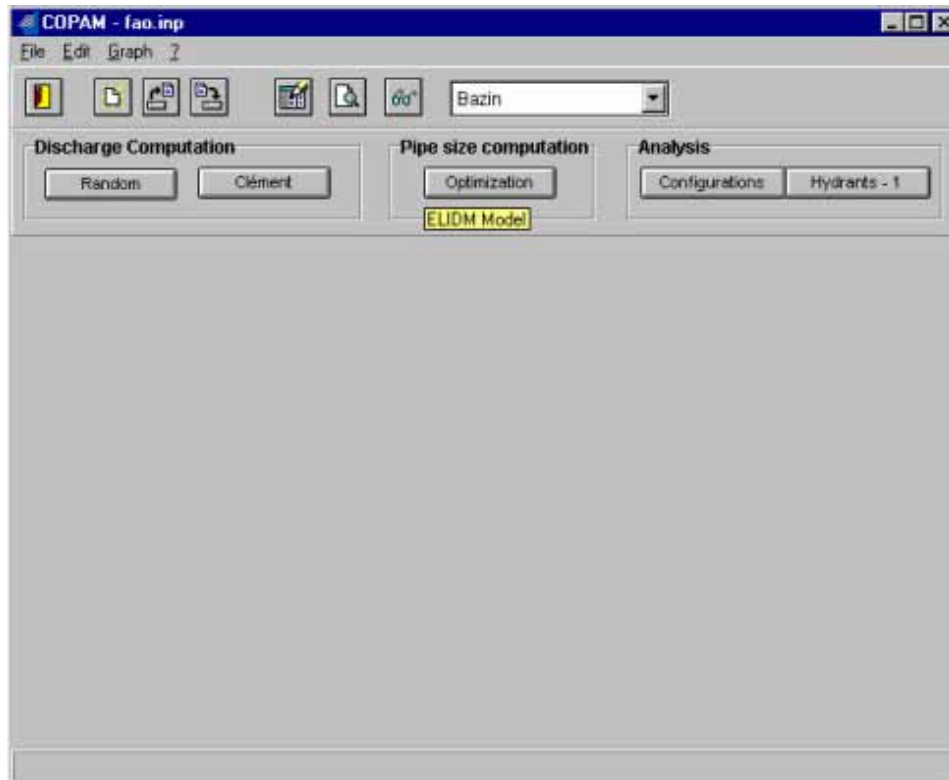 COPAM - fao.inp
File Edit Graph ?
Bazin
Discharge Computation Pipe size computation Analysis
Random Clément Optimization Configurations Hydrants - 1
ELIDM Model